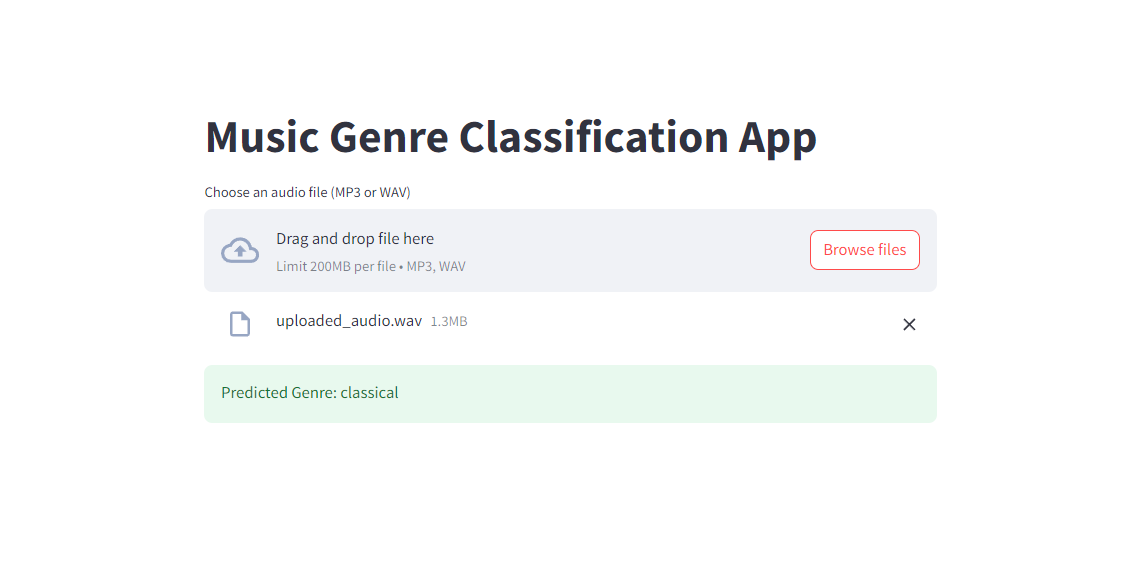 Music Genre Classification App
Choose an audio file (MP3 or WAV)
Drag and drop file here
Limit 200MB per file • MP3, WAV
Browse files
uploaded_audio.wav 1.3MB
Predicted Genre: classical